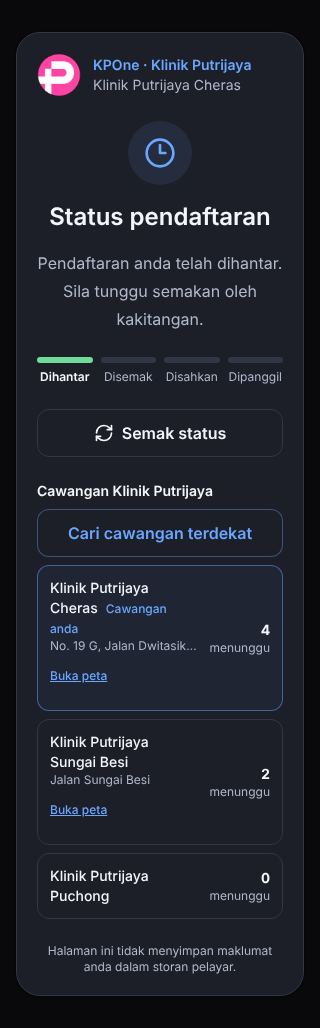 KPOne · Klinik Putrijaya
Klinik Putrijaya Cheras
Status pendaftaran
Pendaftaran anda telah dihantar.
Sila tunggu semakan oleh
kakitangan.
Dihantar Disemak Disahkan Dipanggil
Semak status
Cawangan Klinik Putrijaya
Cari cawangan terdekat
Klinik Putrijaya
Cheras Cawangan
anda
No. 19 G, Jalan Dwitasik...
Buka peta
4
menunggu
Klinik Putrijaya
Sungai Besi
Jalan Sungai Besi
Buka peta
2
menunggu
Klinik Putrijaya
Puchong
0
menunggu
Halaman ini tidak menyimpan maklumat
anda dalam storan pelayar.